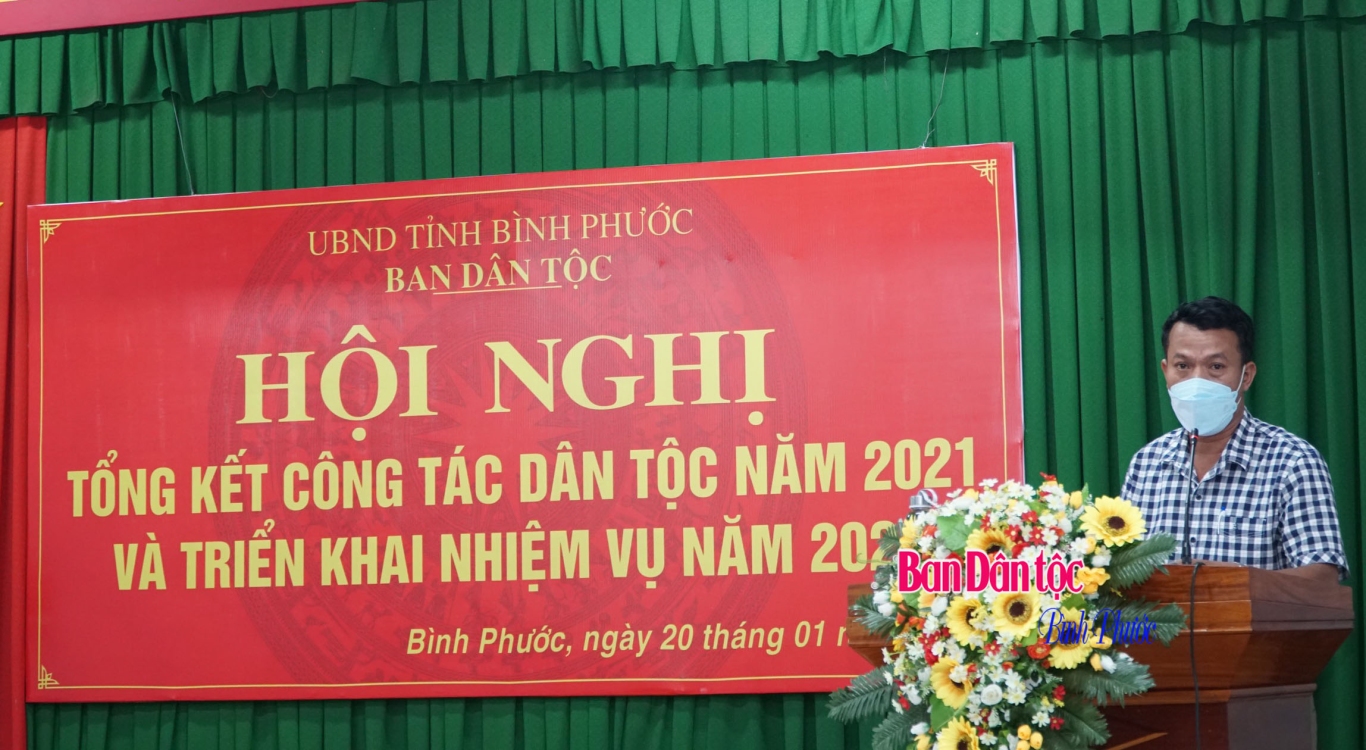 UBND TỈNH BÌNH PHƯỚC
BAN DÂN TỘC
HỘI NGHỊ
TỔNG KẾT CÔNG TÁC DÂN TỘC NĂM 2021
VÀ TRIỂN KHAI NHIỆM VỤ NĂM 202
Bình Phước, ngày 20 tháng 01
Ban Dân tộc
Bình Phước